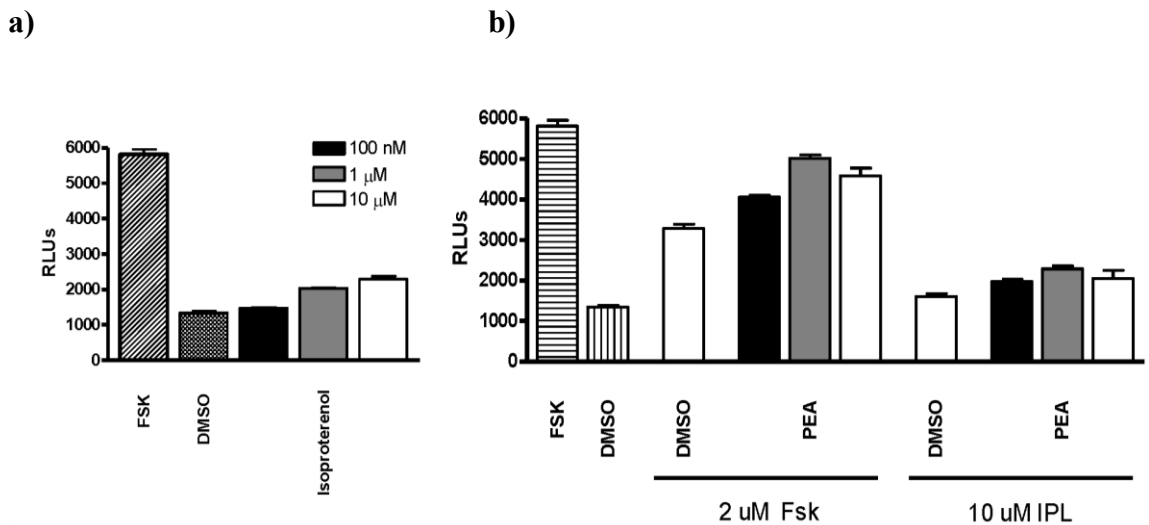 a)
b)
6000
5000
4000
3000
2000
1000
0
RLUs
100 nM
1 μM
10 μM
FSK
DMSO
Isoproterenol
6000
5000
4000
3000
2000
1000
0
RLUs
FSK
DMSO
DMSO
PEA
DMSO
PEA
2 uM Fsk
10 uM IPL